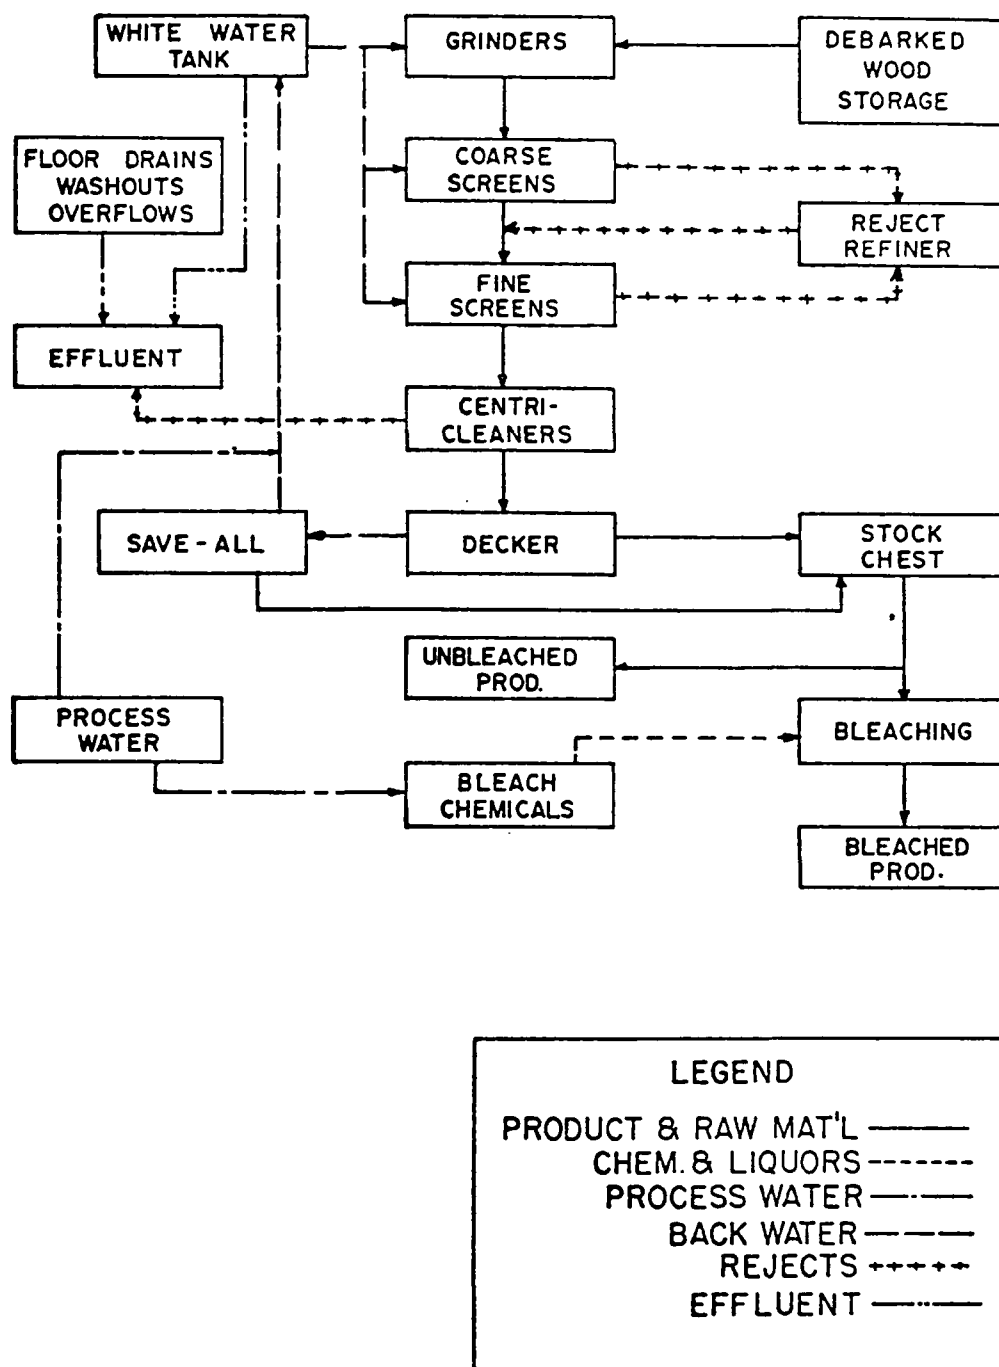 WHITE WATER
TANK
GRINDERS
DEBARKED
WOOD
STORAGE
FLOOR DRAINS
WASHOUTS
OVERFLOWS
COARSE
SCREENS
REJECT
REFINER
FINE
SCREENS
EFFLUENT
CENTRI-
CLEANERS
SAVE-ALL
DECKER
STOCK
CHEST
UNBLEACHED
PROD.
PROCESS
WATER
BLEACHING
BLEACH
CHEMICALS
BLEACHED
PROD.
LEGEND
PRODUCT & RAW MAT'L
CHEM. & LIQUORS
PROCESS WATER
BACK WATER
REJECTS
EFFLUENT